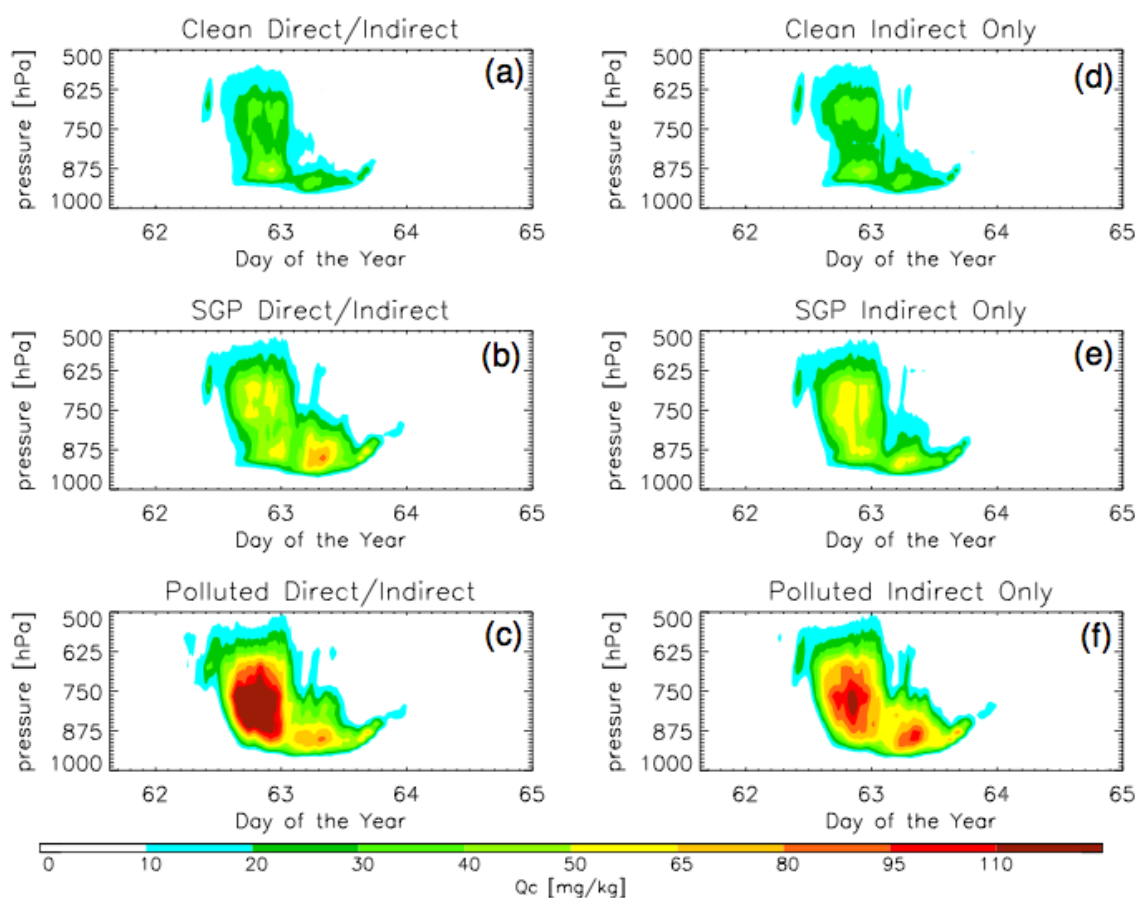 Clean Direct/Indirect
(a)
pressure [hPa]
500
625
750
875
1000
62 63 64 65
Day of the Year
Clean Indirect Only
(d)
pressure [hPa]
500
625
750
875
1000
62 63 64 65
Day of the Year
SGP Direct/Indirect
(b)
pressure [hPa]
500
625
750
875
1000
62 63 64 65
Day of the Year
SGP Indirect Only
(e)
pressure [hPa]
500
625
750
875
1000
62 63 64 65
Day of the Year
Polluted Direct/Indirect
(c)
pressure [hPa]
500
625
750
875
1000
62 63 64 65
Day of the Year
Polluted Indirect Only
(f)
pressure [hPa]
500
625
750
875
1000
62 63 64 65
Day of the Year
0 10 20 30 40 50 65 80 95 110
Qc [mg/kg]